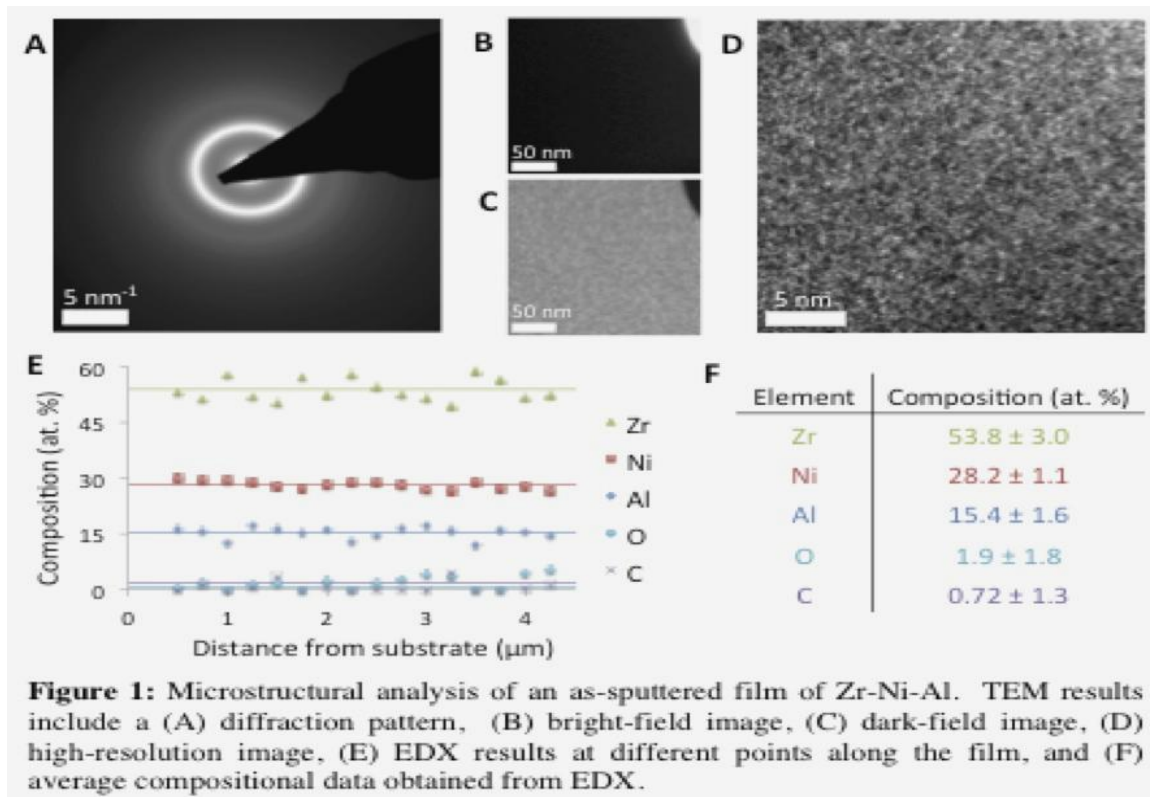 A
5 nm-1
B
50 nm
C
50 nm
D
5 nm
E
Composition (at. %)
60
45
30
15
0
0 1 2 3 4
Distance from substrate (μm)
Zr
Ni
Al
O
C
F
Element Composition (at. %)
Zr 53.8 ± 3.0
Ni 28.2 ± 1.1
Al 15.4 ± 1.6
O 1.9 ± 1.8
C 0.72 ± 1.3
Figure 1: Microstructural analysis of an as-sputtered film of Zr-Ni-Al. TEM results
include a (A) diffraction pattern, (B) bright-field image, (C) dark-field image, (D)
high-resolution image, (E) EDX results at different points along the film, and (F)
average compositional data obtained from EDX.